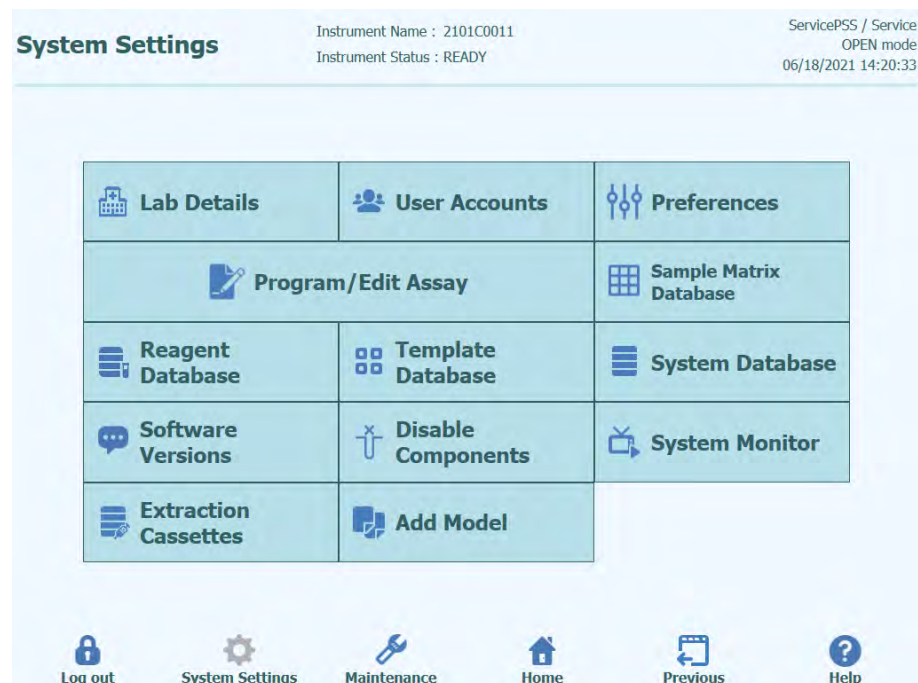 System Settings
Instrument Name : 2101C0011
Instrument Status : READY
ServicePSS / Service
OPEN mode
06/18/2021 14:20:33
Lab Details
User Accounts
Preferences
Program/Edit Assay
Sample Matrix
Database
Reagent
Database
Template
Database
System Database
Software
Versions
Disable
Components
System Monitor
Extraction
Cassettes
Add Model
Log out
System Settings
Maintenance
Home
Previous
Help